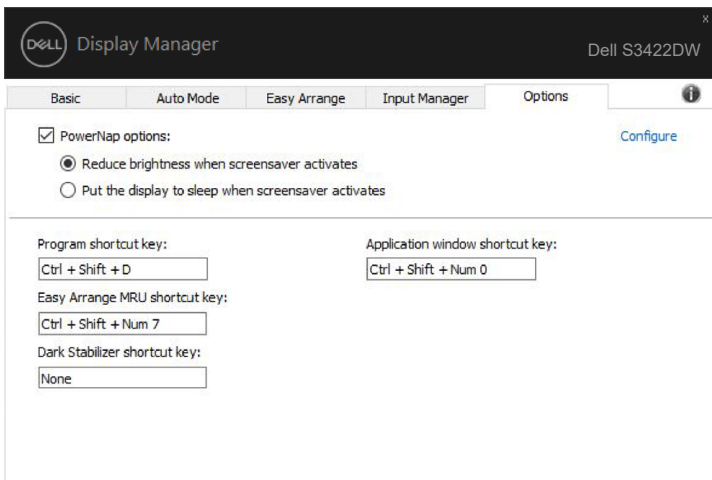 DELL Display Manager
x
Dell S3422DW
Basic Auto Mode Easy Arrange Input Manager Options
PowerNap options: Configure
Reduce brightness when screensaver activates
Put the display to sleep when screensaver activates
Program shortcut key: Application window shortcut key:
Ctrl + Shift + D Ctrl + Shift + Num 0
Easy Arrange MRU shortcut key:
Ctrl + Shift + Num 7
Dark Stabilizer shortcut key:
None